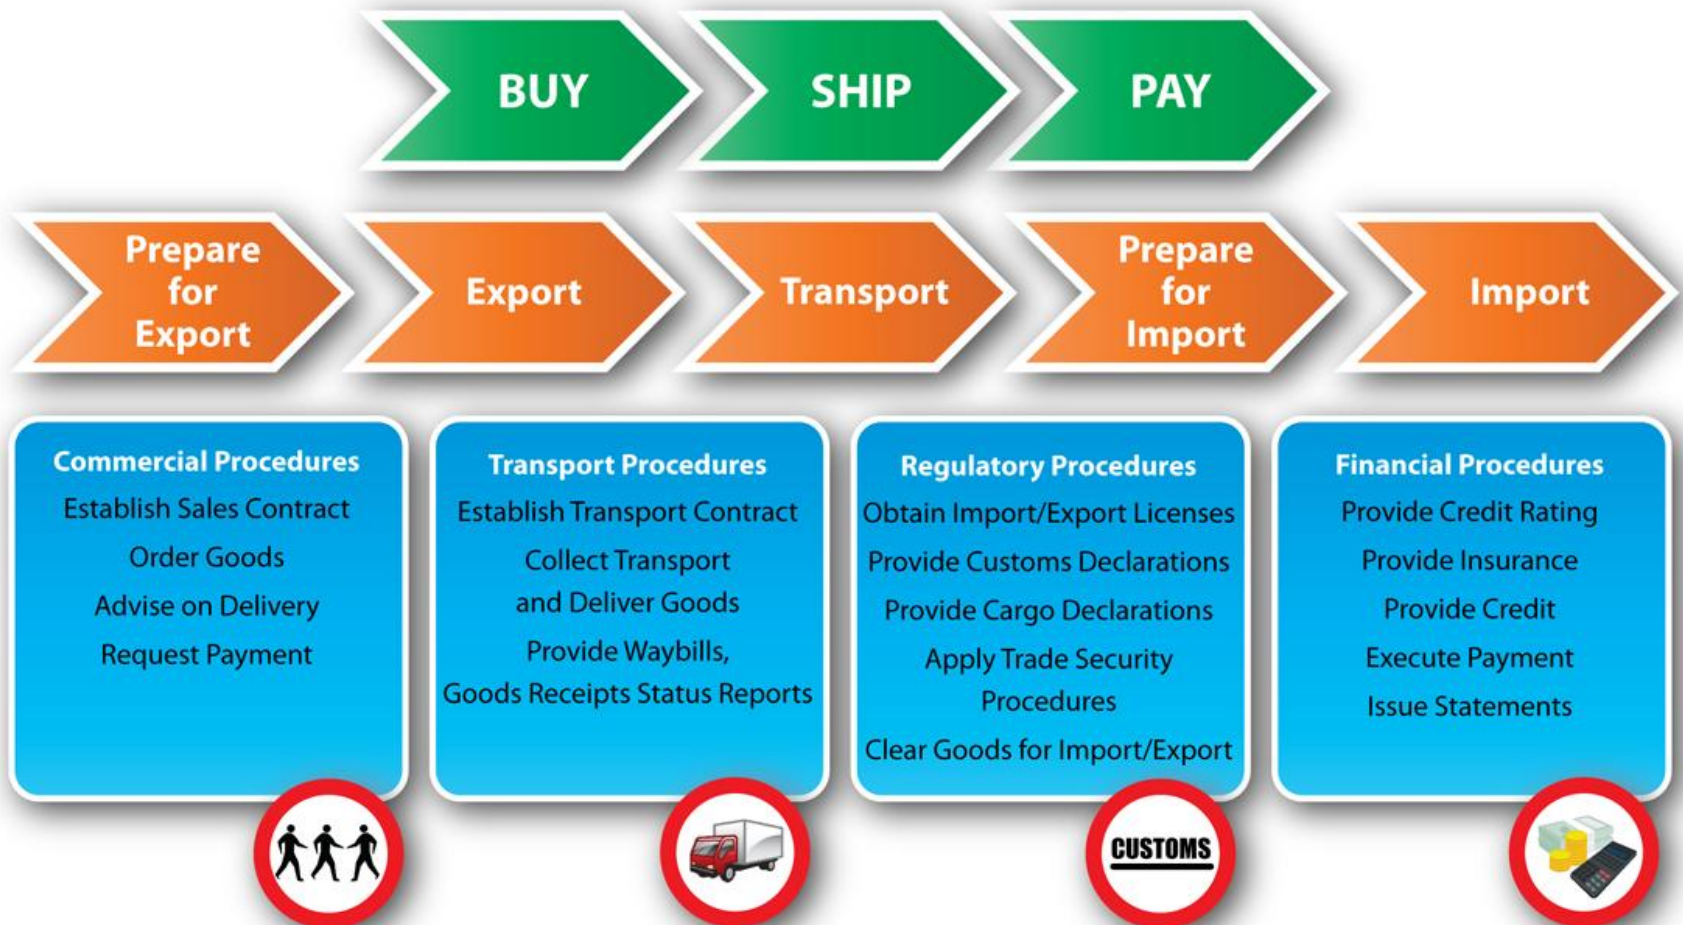 BUY
SHIP
PAY
Prepare
for
Export
Export
Transport
Prepare
for
Import
Import
Commercial Procedures
Establish Sales Contract
Order Goods
Advise on Delivery
Request Payment
Transport Procedures
Establish Transport Contract
Collect Transport
and Deliver Goods
Provide Waybills,
Goods Receipts Status Reports
Regulatory Procedures
Obtain Import/Export Licenses
Provide Customs Declarations
Provide Cargo Declarations
Apply Trade Security
Procedures
Clear Goods for Import/Export
CUSTOMS
Financial Procedures
Provide Credit Rating
Provide Insurance
Provide Credit
Execute Payment
Issue Statements